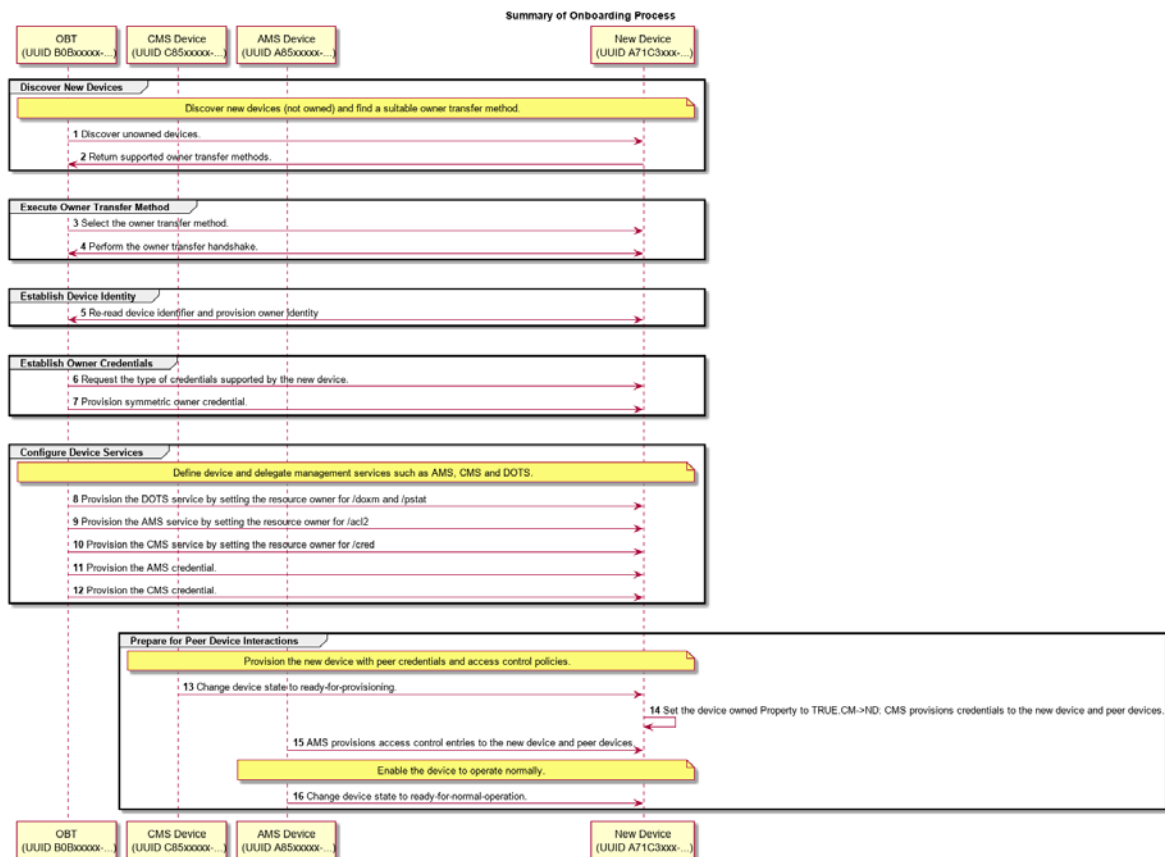 Summary of Onboarding Process
OBT
(UUID B0Bxxxxx-...)
CMS Device
(UUID C85xxxxx-...)
AMS Device
(UUID A85xxxxx-...)
New Device
(UUID A71C3xxx-...)
Discover New Devices
Discover new devices (not owned) and find a suitable owner transfer method.
1 Discover unowned devices.
2 Return supported owner transfer methods.
Execute Owner Transfer Method
3 Select the owner transfer method.
4 Perform the owner transfer handshake.
Establish Device Identity
5 Re-read device identifier and provision owner identity
Establish Owner Credentials
6 Request the type of credentials supported by the new device.
7 Provision symmetric owner credential.
Configure Device Services
Define device and delegate management services such as AMS, CMS and DOTS.
8 Provision the DOTS service by setting the resource owner for /doxm and /pstat
9 Provision the AMS service by setting the resource owner for /acl2
10 Provision the CMS service by setting the resource owner for /cred
11 Provision the AMS credential.
12 Provision the CMS credential.
Prepare for Peer Device Interactions
Provision the new device with peer credentials and access control policies.
13 Change device state to ready-for-provisioning.
14 Set the device owned Property to TRUE.CM->ND: CMS provisions credentials to the new device and peer devices.
15 AMS provisions access control entries to the new device and peer devices.
Enable the device to operate normally.
16 Change device state to ready-for-normal-operation.
OBT
(UUID B0Bxxxxx-...)
CMS Device
(UUID C85xxxxx-...)
AMS Device
(UUID A85xxxxx-...)
New Device
(UUID A71C3xxx-...)